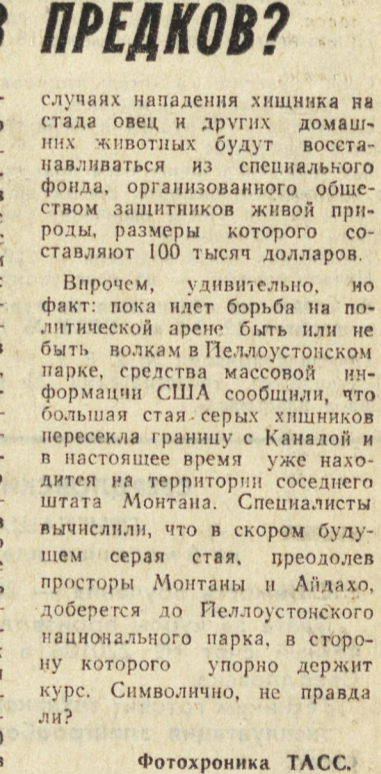 ПРЕДКОВ?
случаях нападения хищника на
стада овец и других домаш-
них животных будут восста-
навливаться из специального
фонда, организованного обще-
ством защитников живой при-
роды, размеры которого со-
ставляют 100 тысяч долларов.
Впрочем, удивительно, но
факт: пока идет борьба на по-
литической арене быть или не
быть волкам в Йеллоустонском
парке, средства массовой ин-
формации США сообщили, что
большая стая серых хищников
пересекла границу с Канадой и
в настоящее время уже нахо-
дится на территории соседнего
штата Монтана. Специалисты
вычислили, что в скором буду-
щем серая стая, преодолев
просторы Монтаны и Айдахо,
доберется до Йеллоустонского
национального парка, в сторо-
ну которого упорно держит
курс. Символично, не правда
ли?
Фотохроника ТАСС.